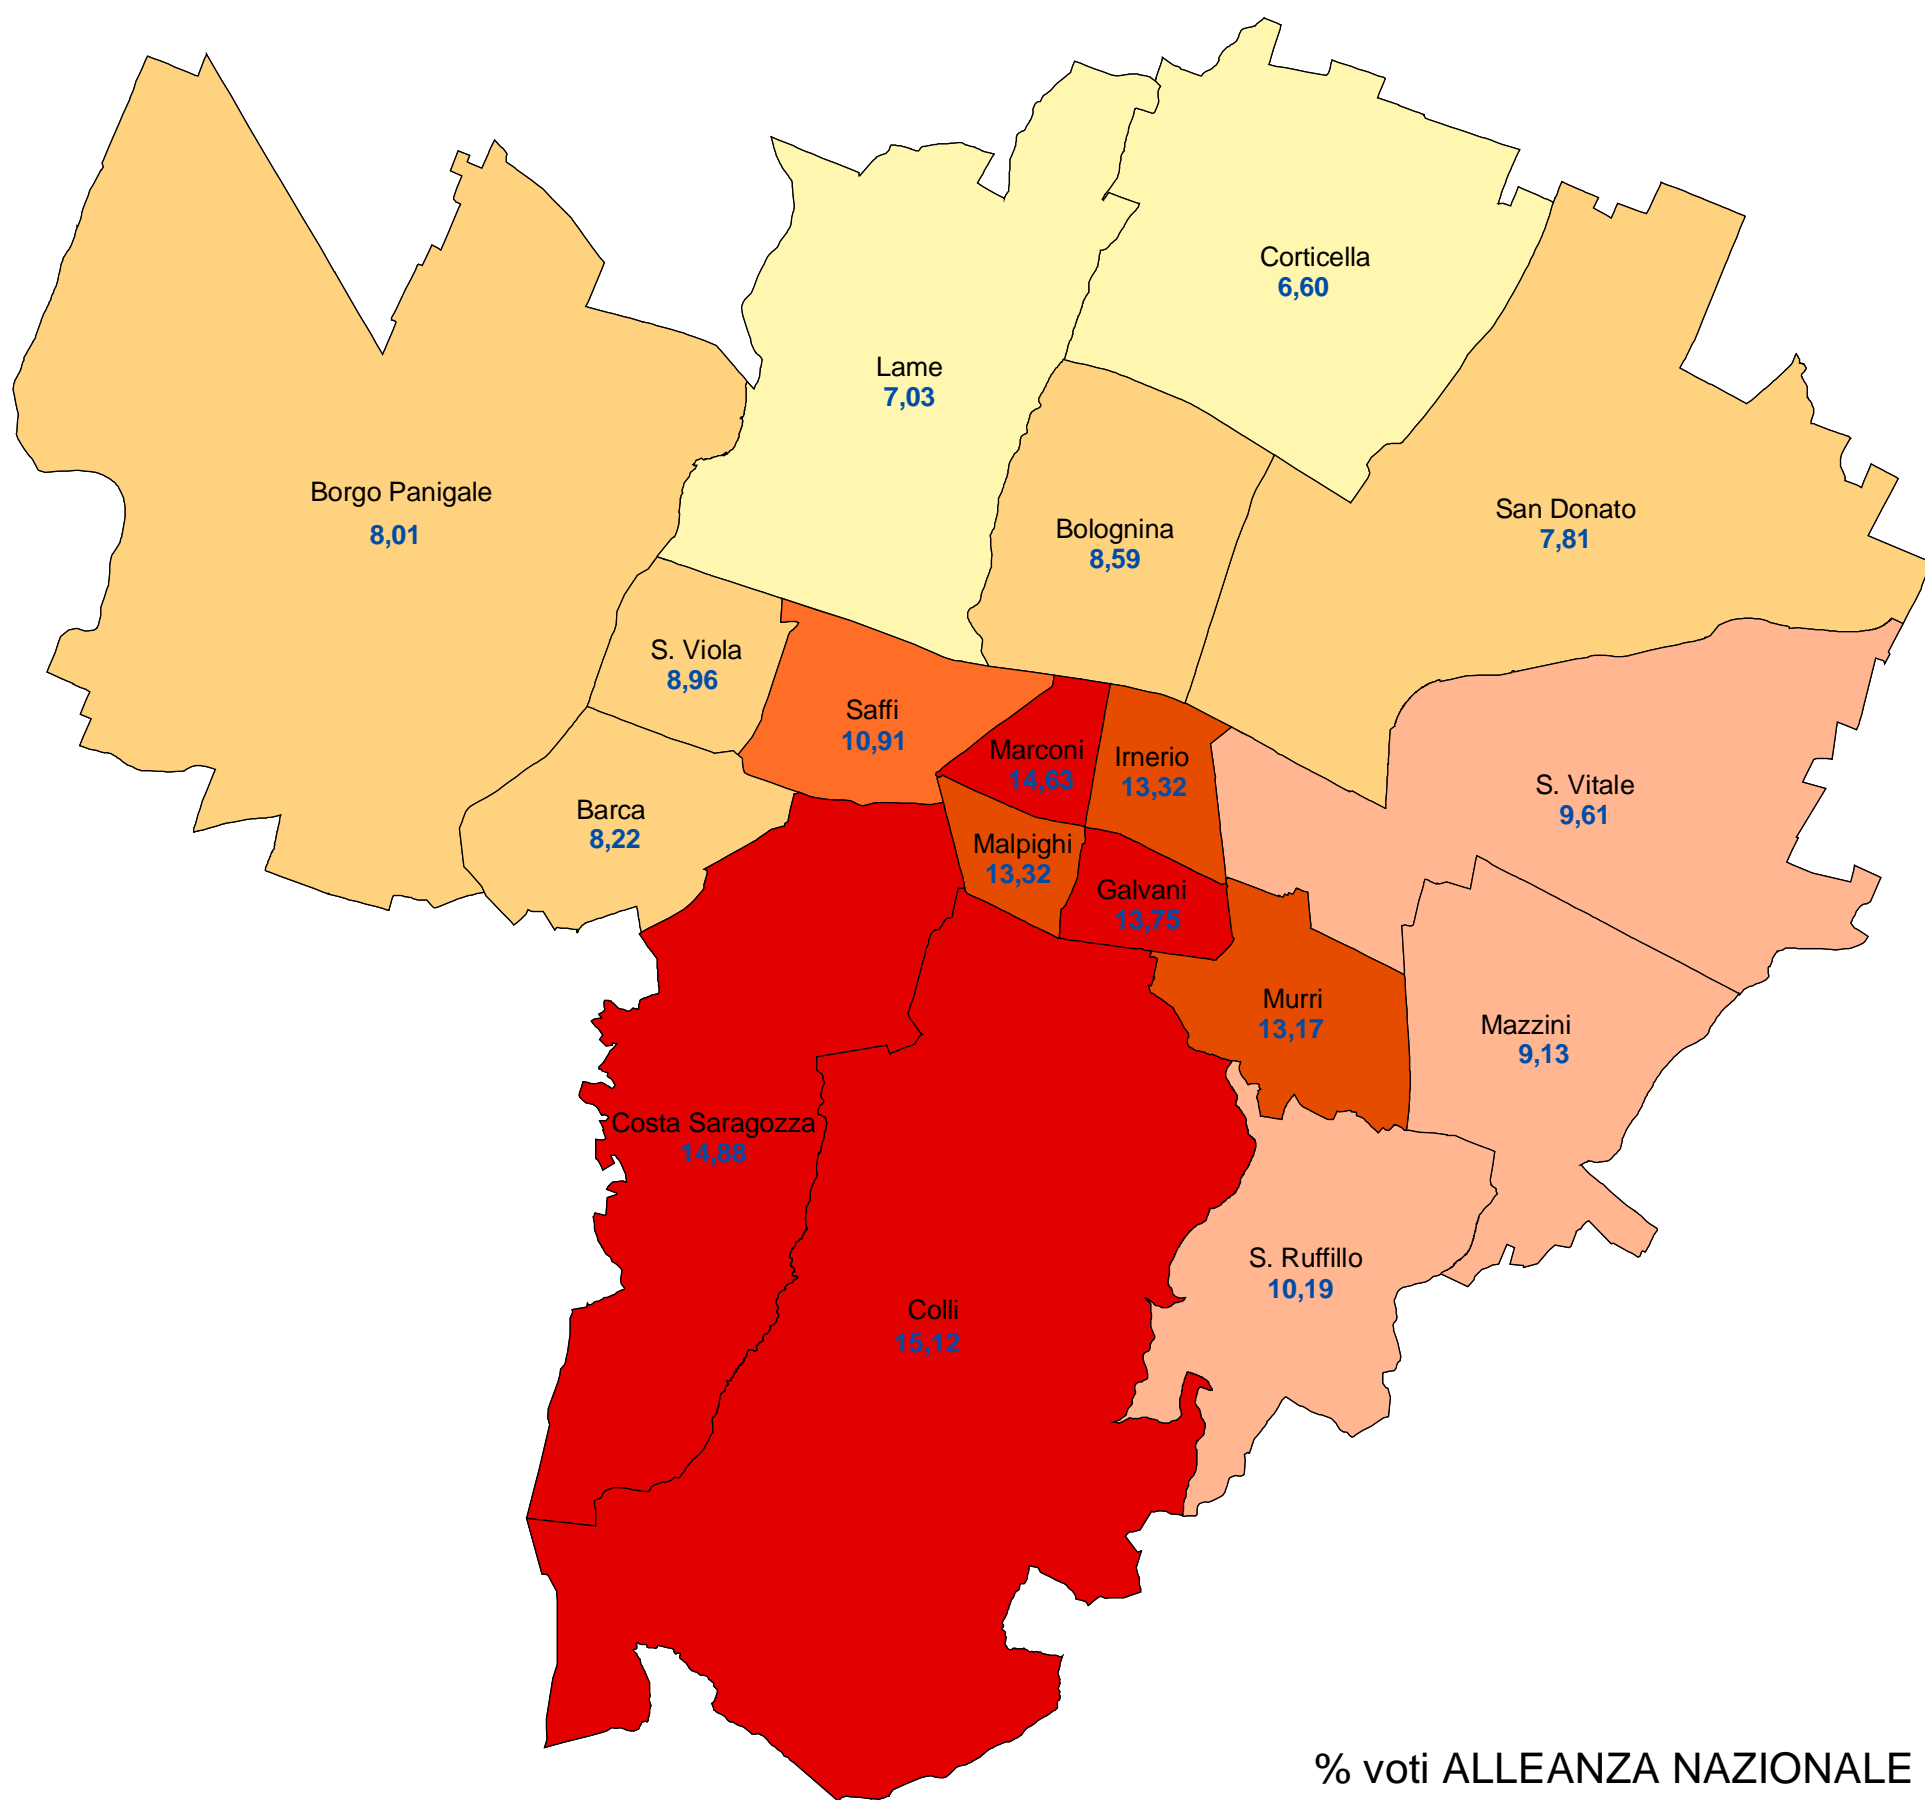 Corticella
6,60
Lame
7,03
Borgo Panigale
8,01
San Donato
7,81
Bolognina
8,59
S. Viola
8,96
Saffi
10,91
Marconi
14,63
Irnerio
13,32
S. Vitale
9,61
Barca
8,22
Malpighi
13,32
Galvani
13,75
Murri
13,17
Mazzini
9,13
Costa Saragozza
14,88
S. Ruffillo
10,19
Colli
15,12
% voti ALLEANZA NAZIONALE